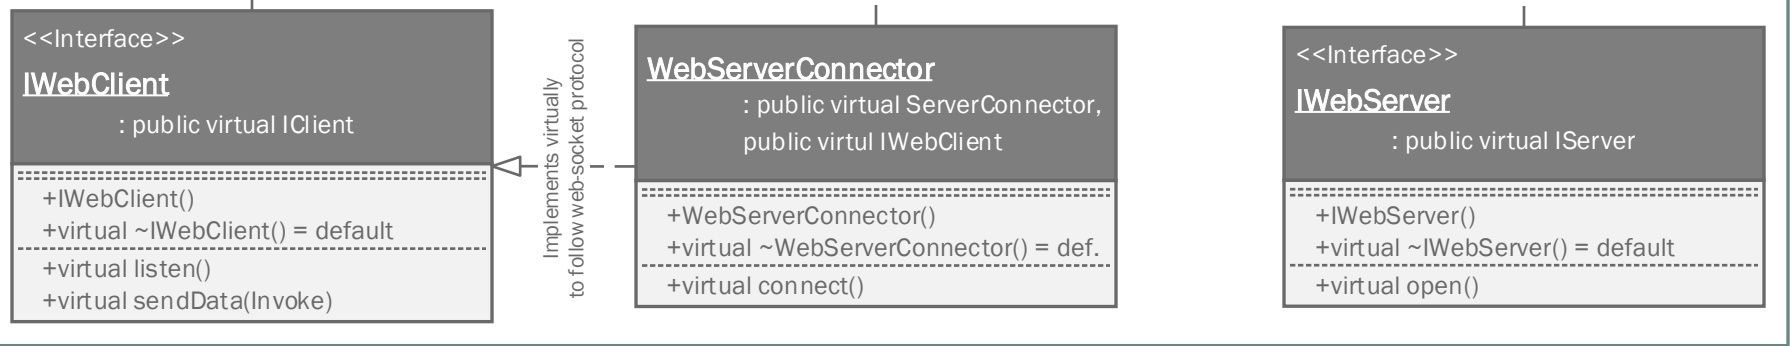 <<Interface>>
IWebClient
: public virtual IClient
+IWebClient()
+virtual ~IWebClient() = default
+virtual listen()
+virtual sendData(Invoke)
Implements virtually
to follow web-socket protocol
WebServerConnector
: public virtual ServerConnector,
public virtul IWebClient
+WebServerConnector()
+virtual ~WebServerConnector() = def.
+virtual connect()
<<Interface>>
IWebServer
: public virtual IServer
+IWebServer()
+virtual ~IWebServer() = default
+virtual open()